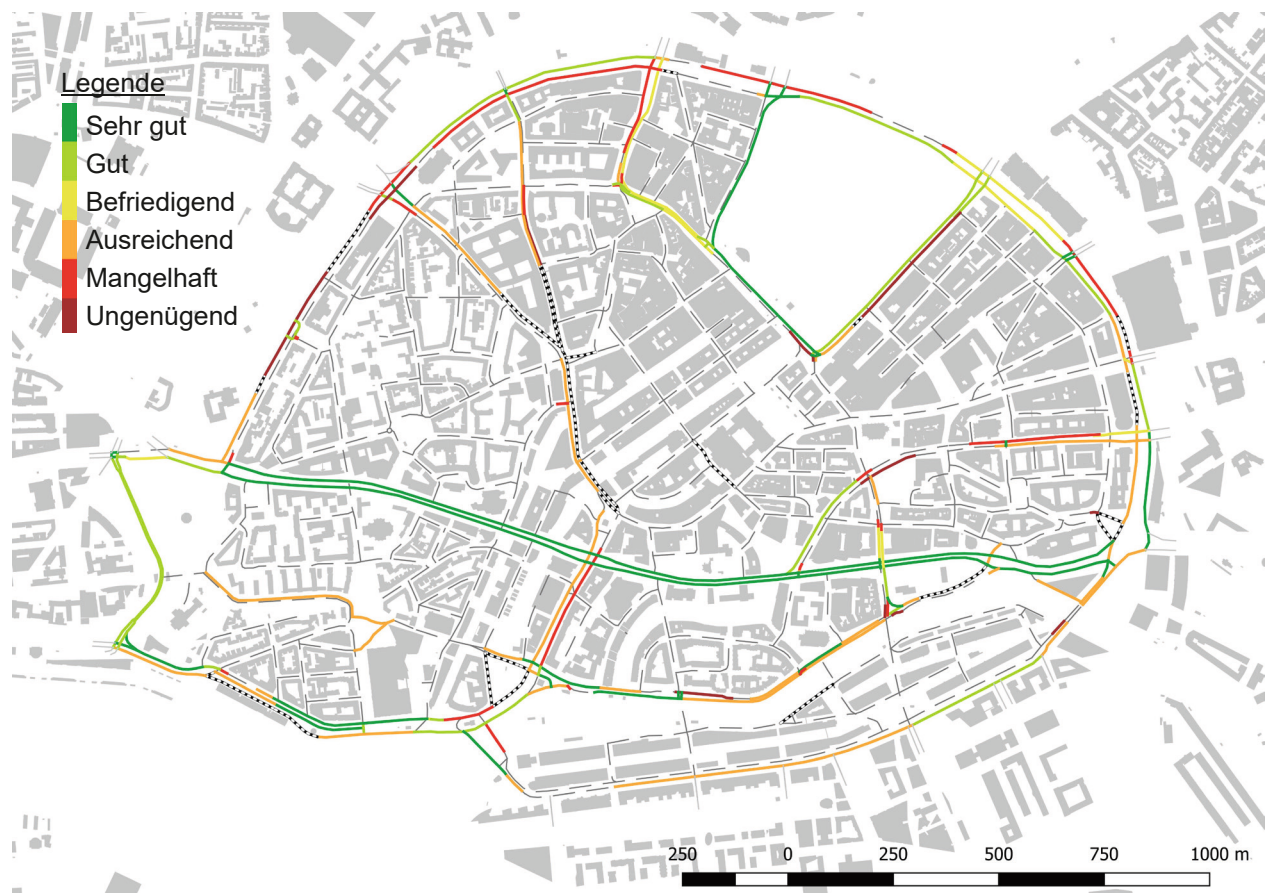 Legende
Sehr gut
Gut
Befriedigend
Ausreichend
Mangelhaft
Ungenügend
250 0 250 500 750 1000 m